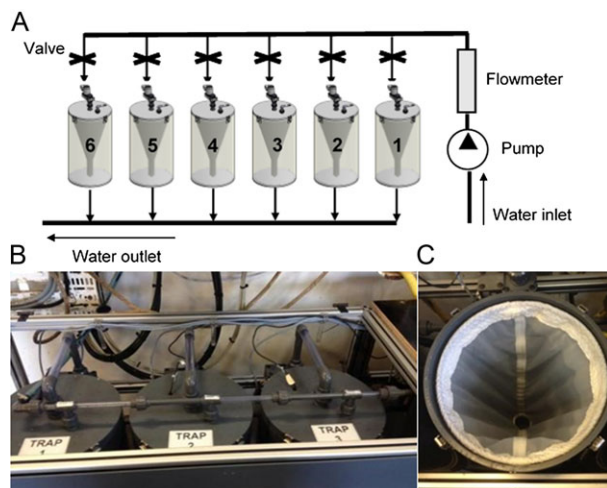 A
Valve
Flowmeter
6 5 4 3 2 1
Pump
Water inlet
Water outlet
B
C
TRAP
1
TRAP
2
TRAP
3